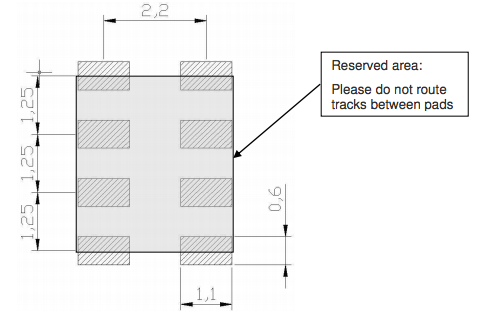 2,2
Reserved area:
Please do not route
tracks between pads
1,25
1,25
1,25
0,6
1,1